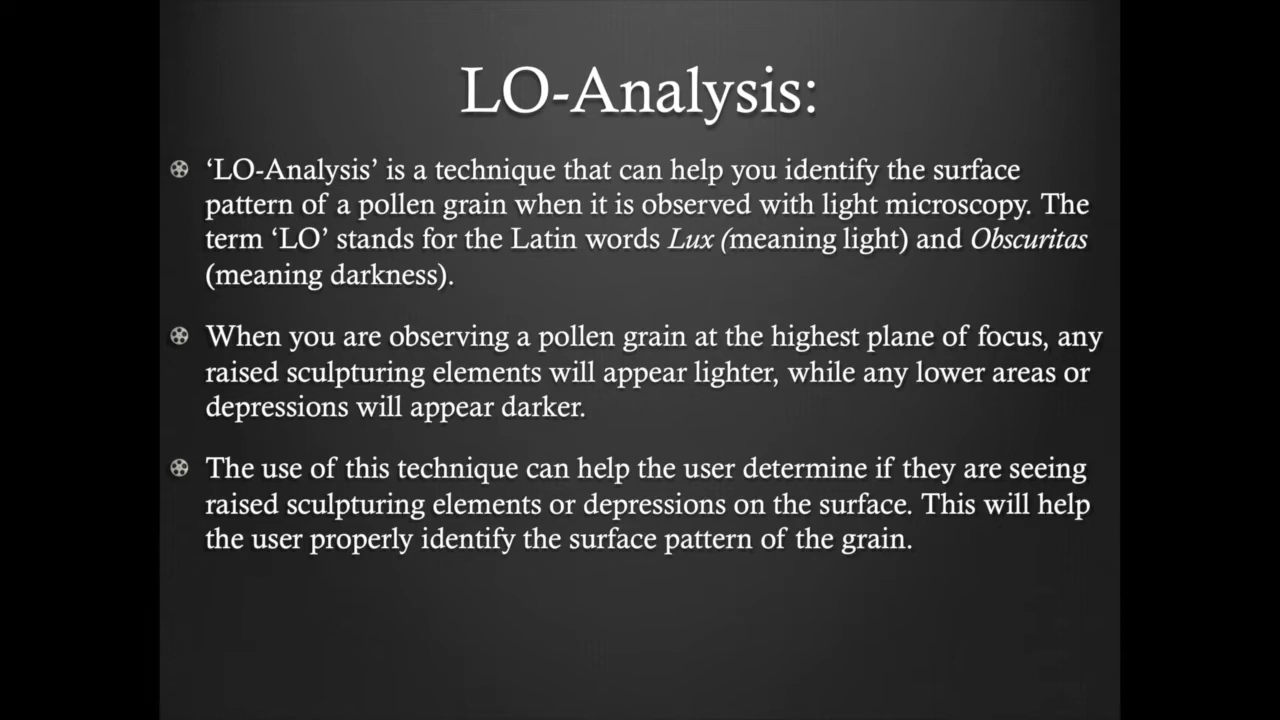 LO-Analysis:
‘LO-Analysis’ is a technique that can help you identify the surface
pattern of a pollen grain when it is observed with light microscopy. The
term ‘LO’ stands for the Latin words Lux (meaning light) and Obscuritas
(meaning darkness).
When you are observing a pollen grain at the highest plane of focus, any
raised sculpturing elements will appear lighter, while any lower areas or
depressions will appear darker.
The use of this technique can help the user determine if they are seeing
raised sculpturing elements or depressions on the surface. This will help
the user properly identify the surface pattern of the grain.